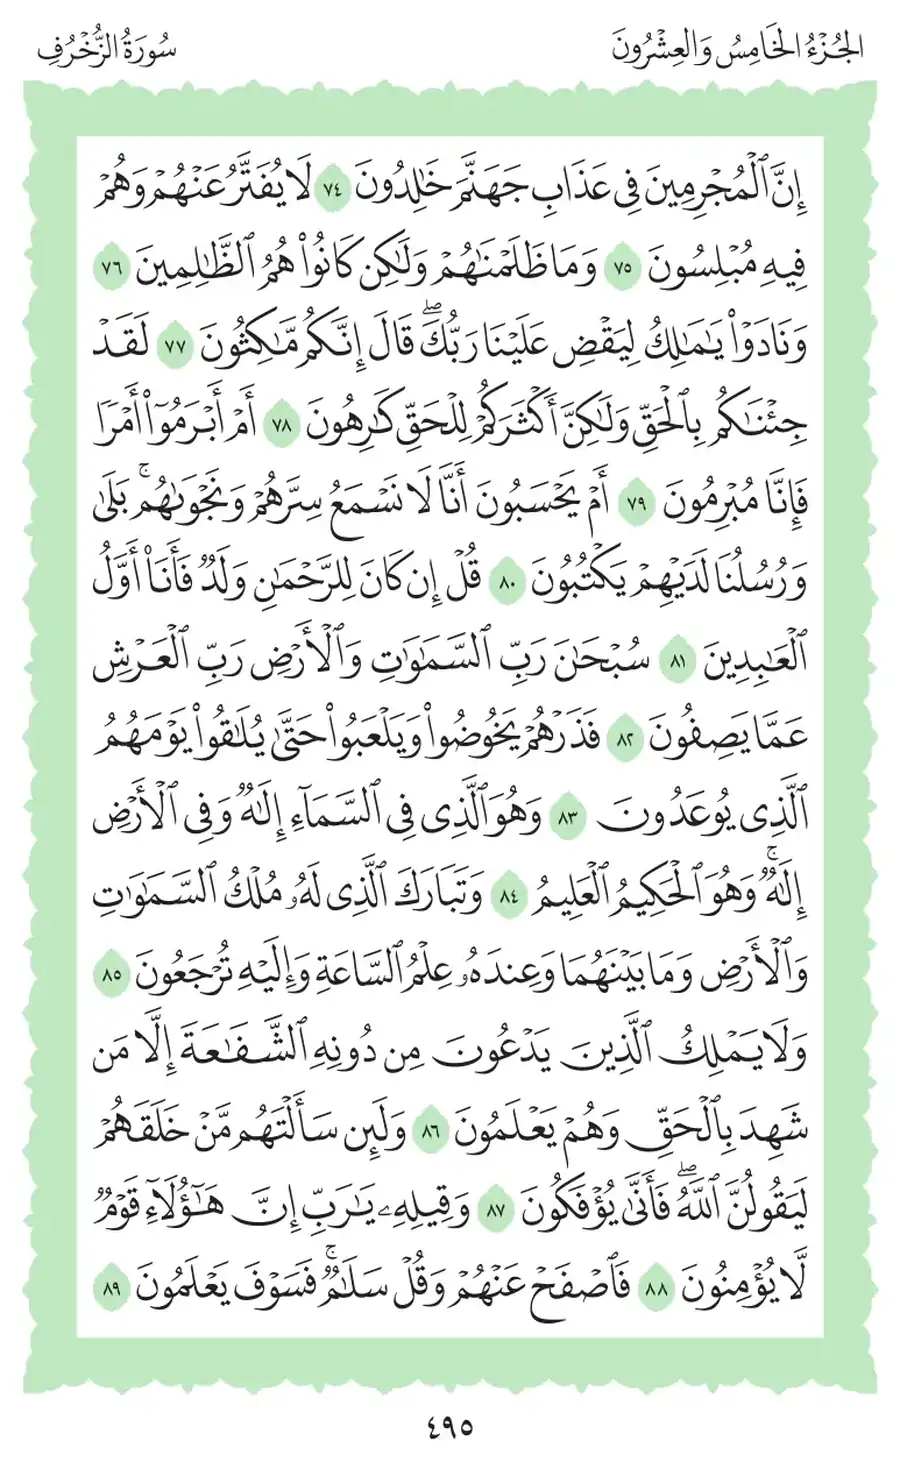 الجُزْءُ الخَامِسُ وَالعِشْرُونَ
سُورَةُ الزُّخْرُفِ
إِنَّ ٱلۡمُجۡرِمِينَ فِي عَذَابِ جَهَنَّمَ خَٰلِدُونَ ٧٤ لَا يُفَتَّرُ عَنۡهُمۡ وَهُمۡ
فِيهِ مُبۡلِسُونَ ٧٥ وَمَا ظَلَمۡنَٰهُمۡ وَلَٰكِن كَانُواْ هُمُ ٱلظَّٰلِمِينَ ٧٦
وَنَادَوۡاْ يَٰمَٰلِكُ لِيَقۡضِ عَلَيۡنَا رَبُّكَۖ قَالَ إِنَّكُم مَّٰكِثُونَ ٧٧ لَقَدۡ
جِئۡنَٰكُم بِٱلۡحَقِّ وَلَٰكِنَّ أَكۡثَرَكُمۡ لِلۡحَقِّ كَٰرِهُونَ ٧٨ أَمۡ أَبۡرَمُوٓاْ أَمۡرٗا
فَإِنَّا مُبۡرِمُونَ ٧٩ أَمۡ يَحۡسَبُونَ أَنَّا لَا نَسۡمَعُ سِرَّهُمۡ وَنَجۡوَىٰهُمۚ بَلَىٰ
وَرُسُلُنَا لَدَيۡهِمۡ يَكۡتُبُونَ ٨٠ قُلۡ إِن كَانَ لِلرَّحۡمَٰنِ وَلَدٞ فَأَنَا۠ أَوَّلُ
ٱلۡعَٰبِدِينَ ٨١ سُبۡحَٰنَ رَبِّ ٱلسَّمَٰوَٰتِ وَٱلۡأَرۡضِ رَبِّ ٱلۡعَرۡشِ
عَمَّا يَصِفُونَ ٨٢ فَذَرۡهُمۡ يَخُوضُواْ وَيَلۡعَبُواْ حَتَّىٰ يُلَٰقُواْ يَوۡمَهُمُ
ٱلَّذِي يُوعَدُونَ ٨٣ وَهُوَ ٱلَّذِي فِي ٱلسَّمَآءِ إِلَٰهٞ وَفِي ٱلۡأَرۡضِ
إِلَٰهٞۚ وَهُوَ ٱلۡحَكِيمُ ٱلۡعَلِيمُ ٨٤ وَتَبَارَكَ ٱلَّذِي لَهُۥ مُلۡكُ ٱلسَّمَٰوَٰتِ
وَٱلۡأَرۡضِ وَمَا بَيۡنَهُمَا وَعِندَهُۥ عِلۡمُ ٱلسَّاعَةِ وَإِلَيۡهِ تُرۡجَعُونَ ٨٥
وَلَا يَمۡلِكُ ٱلَّذِينَ يَدۡعُونَ مِن دُونِهِ ٱلشَّفَٰعَةَ إِلَّا مَن
شَهِدَ بِٱلۡحَقِّ وَهُمۡ يَعۡلَمُونَ ٨٦ وَلَئِن سَأَلۡتَهُم مَّنۡ خَلَقَهُمۡ
لَيَقُولُنَّ ٱللَّهُۖ فَأَنَّىٰ يُؤۡفَكُونَ ٨٧ وَقِيلِهِۦ يَٰرَبِّ إِنَّ هَٰٓؤُلَآءِ قَوۡمٞ
لَّا يُؤۡمِنُونَ ٨٨ فَٱصۡفَحۡ عَنۡهُمۡ وَقُلۡ سَلَٰمٞۚ فَسَوۡفَ يَعۡلَمُونَ ٨٩
٤٩٥